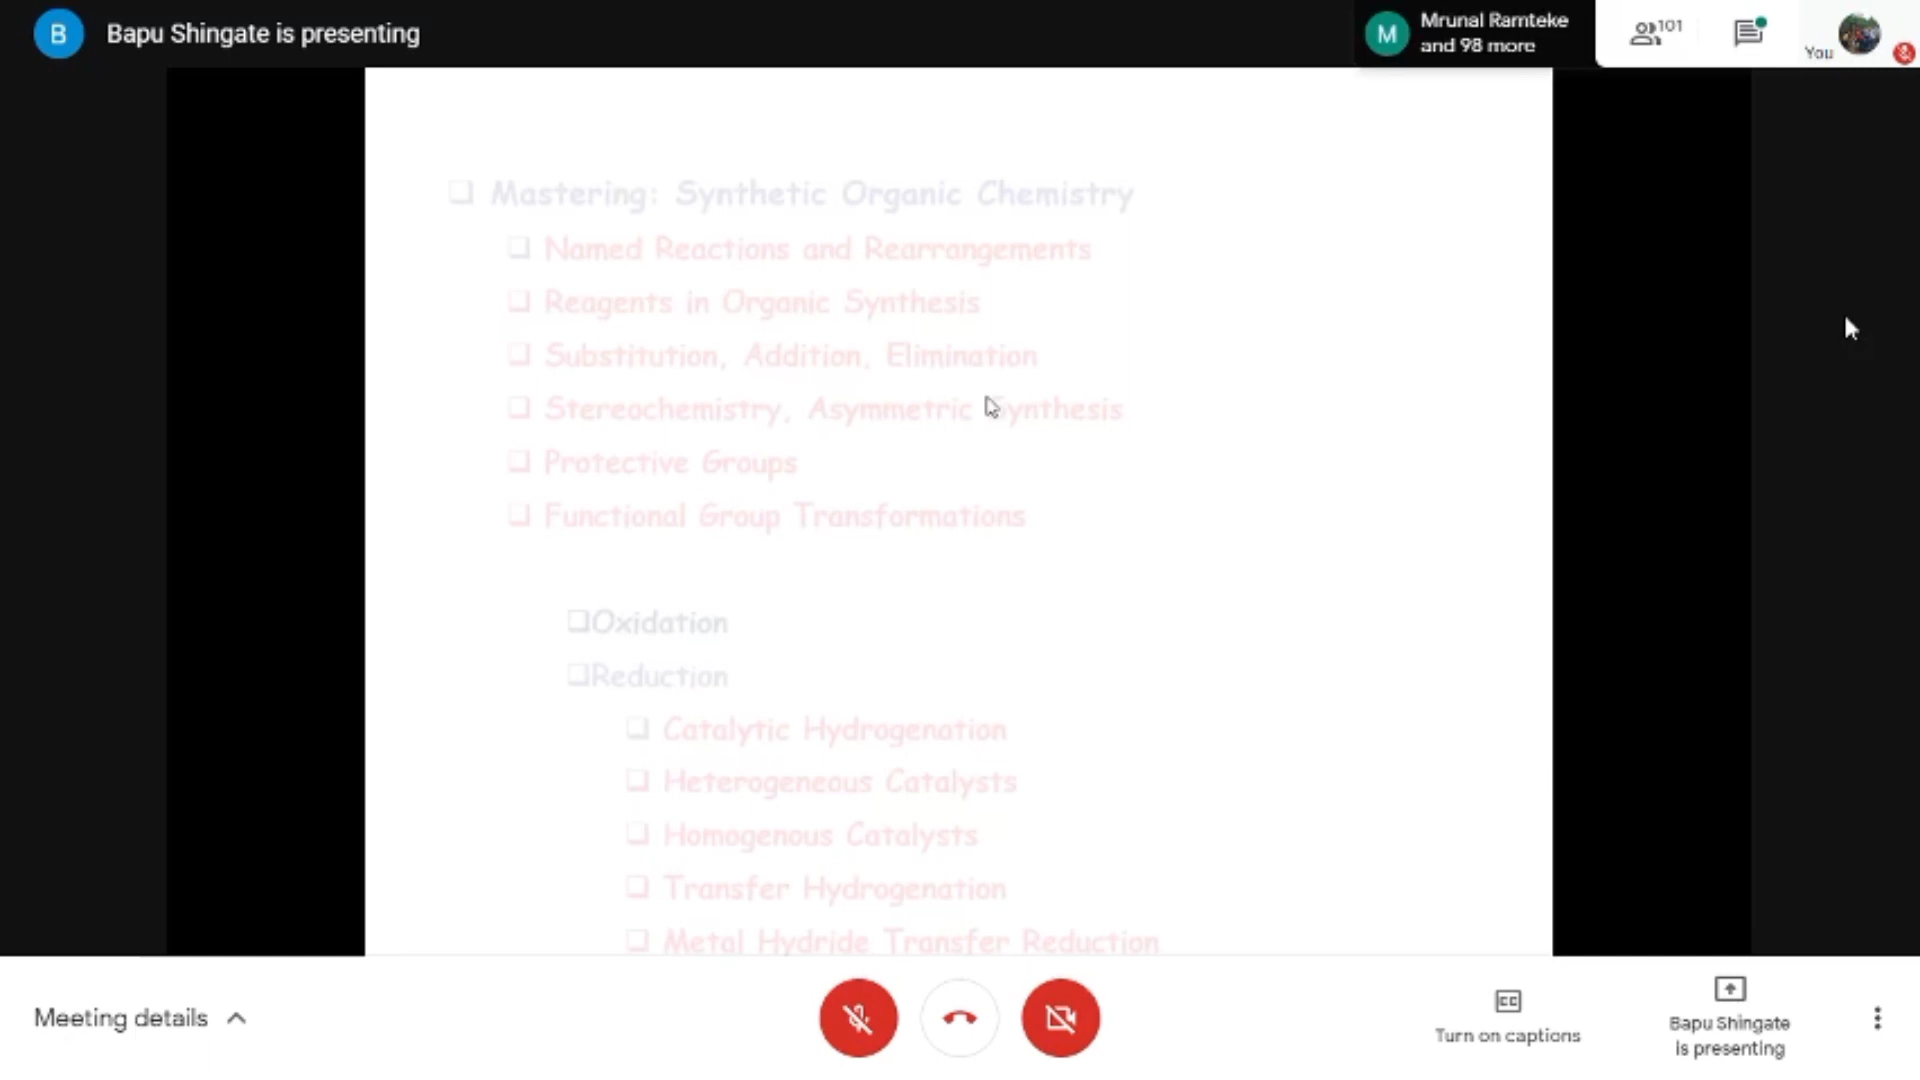 B Bapu Shingate is presenting
M Mrunal Ramteke
and 98 more
101
You
❑ Mastering: Synthetic Organic Chemistry
❑ Named Reactions and Rearrangements
❑ Reagents in Organic Synthesis
❑ Substitution, Addition, Elimination
❑ Stereochemistry, Asymmetric Synthesis
❑ Protective Groups
❑ Functional Group Transformations
❑Oxidation
❑Reduction
❑ Catalytic Hydrogenation
❑ Heterogeneous Catalysts
❑ Homogenous Catalysts
❑ Transfer Hydrogenation
❑ Metal Hydride Transfer Reduction
Meeting details
CC
Turn on captions
Bapu Shingate
is presenting